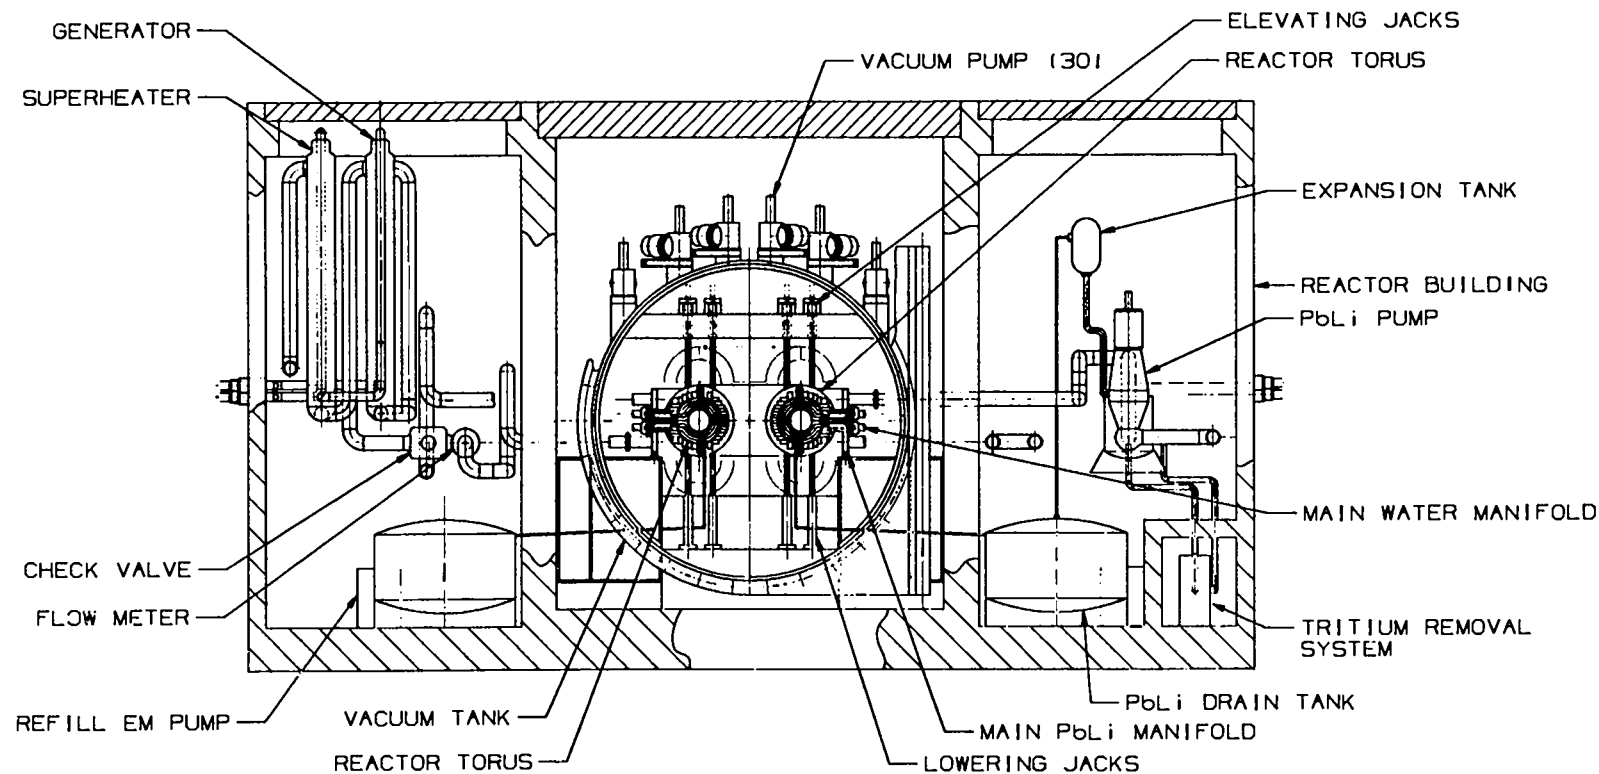 GENERATOR
SUPERHEATER
VACUUM PUMP (30)
ELEVATING JACKS
REACTOR TORUS
EXPANSION TANK
REACTOR BUILDING
PbLi PUMP
MAIN WATER MANIFOLD
CHECK VALVE
FLOW METER
TRITIUM REMOVAL
SYSTEM
REFILL EM PUMP
VACUUM TANK
REACTOR TORUS
PbLi DRAIN TANK
MAIN PbLi MANIFOLD
LOWERING JACKS